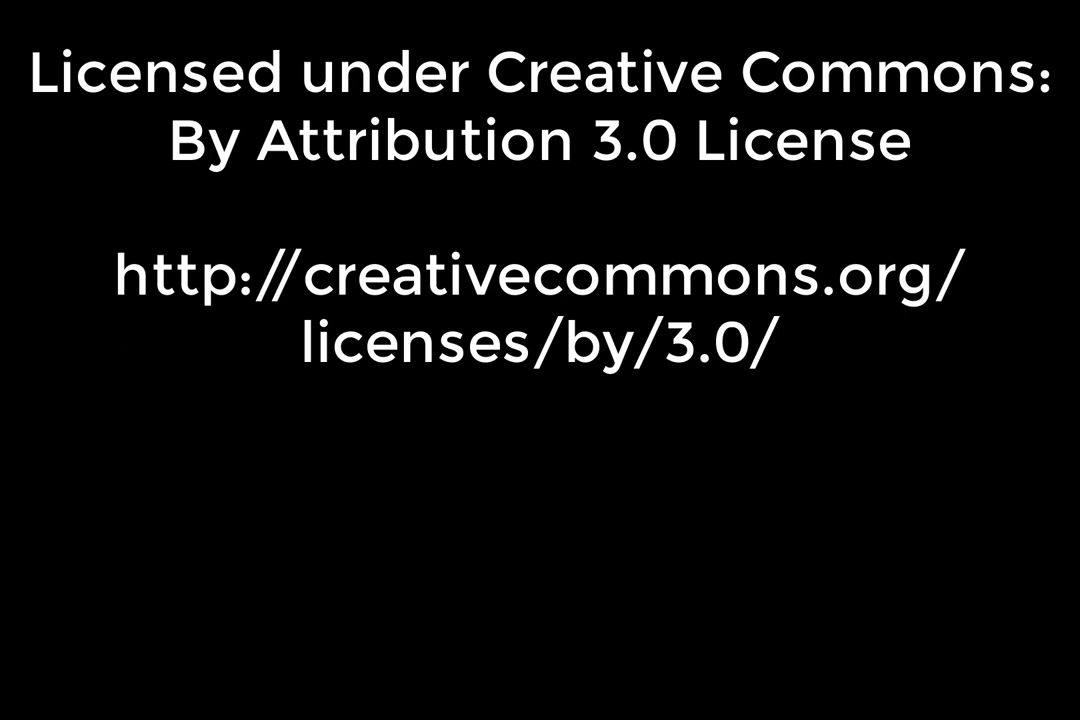 Licensed under Creative Commons:
By Attribution 3.0 License
http://creativecommons.org/
licenses/by/3.0/